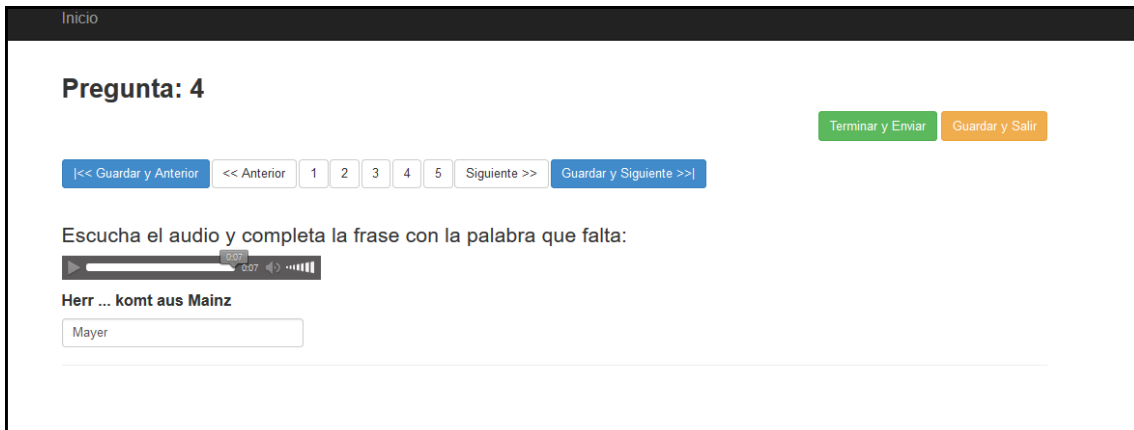 Inicio
Pregunta: 4
Terminar y Enviar Guardar y Salir
|<< Guardar y Anterior << Anterior 1 2 3 4 5 Siguiente >> Guardar y Siguiente >>|
Escucha el audio y completa la frase con la palabra que falta:
0:07
0:07
Herr ... komt aus Mainz
Mayer